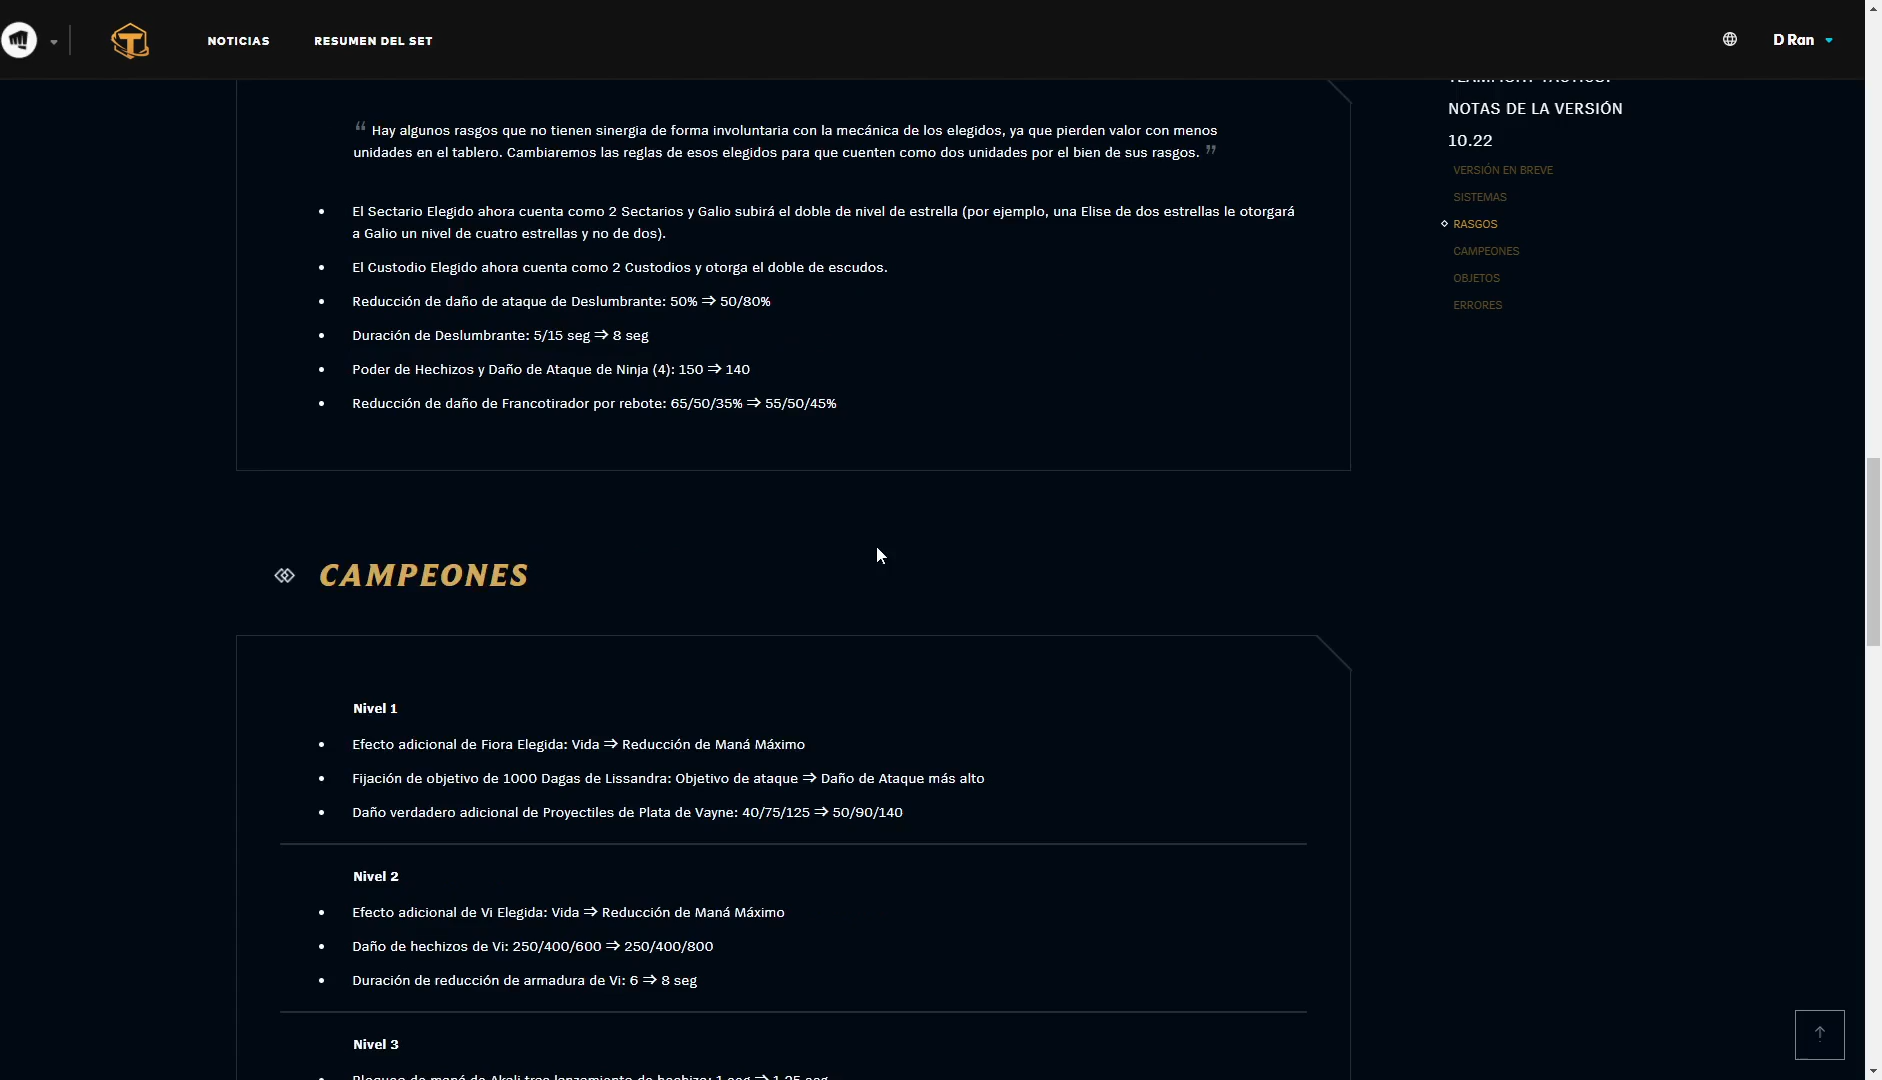 NOTICIAS
RESUMEN DEL SET
D Ran
NOTAS DE LA VERSIÓN
10.22
VERSIÓN EN BREVE
SISTEMAS
RASGOS
CAMPEONES
OBJETOS
ERRORES
“ Hay algunos rasgos que no tienen sinergia de forma involuntaria con la mecánica de los elegidos, ya que pierden valor con menos
unidades en el tablero. Cambiaremos las reglas de esos elegidos para que cuenten como dos unidades por el bien de sus rasgos. ”
• El Sectario Elegido ahora cuenta como 2 Sectarios y Galio subirá el doble de nivel de estrella (por ejemplo, una Elise de dos estrellas le otorgará
a Galio un nivel de cuatro estrellas y no de dos).
• El Custodio Elegido ahora cuenta como 2 Custodios y otorga el doble de escudos.
• Reducción de daño de ataque de Deslumbrante: 50% ⇒ 50/80%
• Duración de Deslumbrante: 5/15 seg ⇒ 8 seg
• Poder de Hechizos y Daño de Ataque de Ninja (4): 150 ⇒ 140
• Reducción de daño de Francotirador por rebote: 65/50/35% ⇒ 55/50/45%
CAMPEONES
Nivel 1
• Efecto adicional de Fiora Elegida: Vida ⇒ Reducción de Maná Máximo
• Fijación de objetivo de 1000 Dagas de Lissandra: Objetivo de ataque ⇒ Daño de Ataque más alto
• Daño verdadero adicional de Proyectiles de Plata de Vayne: 40/75/125 ⇒ 50/90/140
Nivel 2
• Efecto adicional de Vi Elegida: Vida ⇒ Reducción de Maná Máximo
• Daño de hechizos de Vi: 250/400/600 ⇒ 250/400/800
• Duración de reducción de armadura de Vi: 6 ⇒ 8 seg
Nivel 3